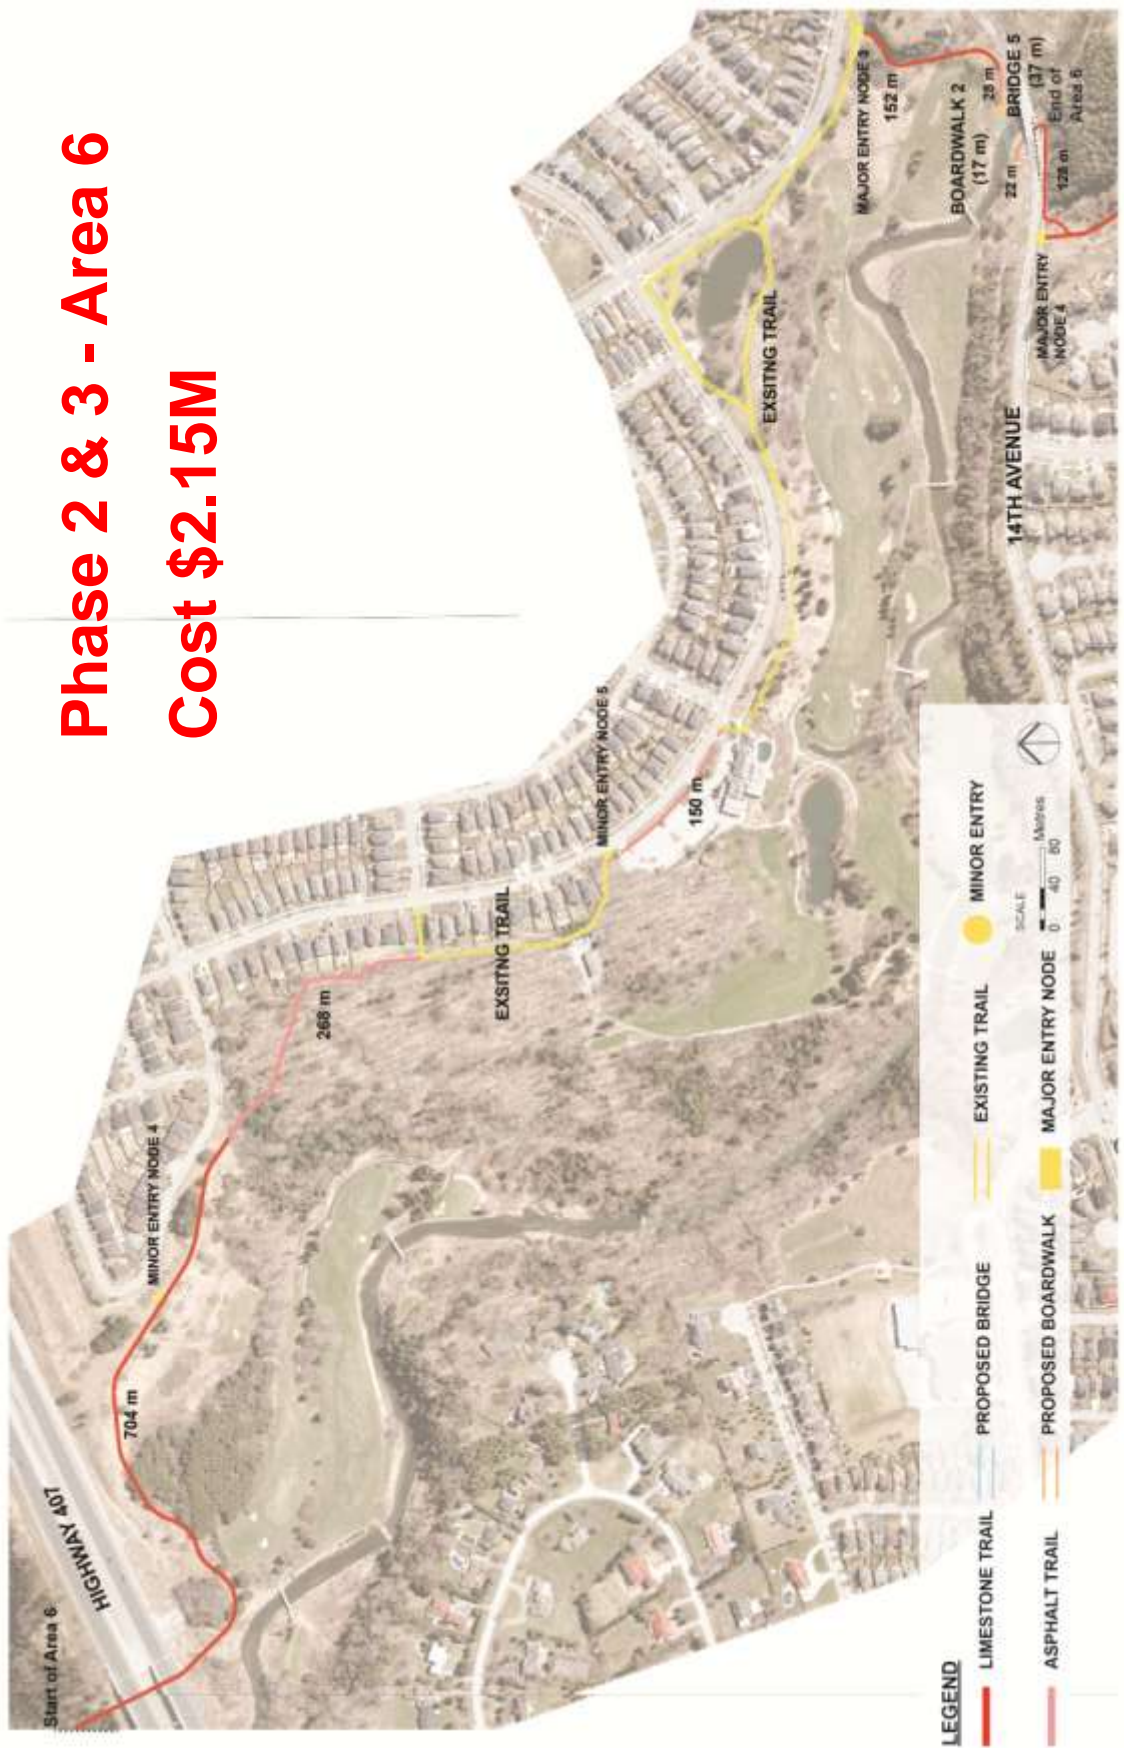 Phase 2 & 3 - Area 6
Cost $2.15M
Start of Area 6
HIGHWAY 407
704 m
MINOR ENTRY NODE 4
268 m
EXSITNG TRAIL
MINOR ENTRY NODE 5
150 m
EXSITNG TRAIL
MAJOR ENTRY NODE 3
152 m
BOARDWALK 2
(17 m)
28 m
BRIDGE 5
(37 m)
End of
Area 6
22 m
128 m
MAJOR ENTRY
NODE 4
14TH AVENUE
LEGEND
LIMESTONE TRAIL
PROPOSED BRIDGE
EXISTING TRAIL
MINOR ENTRY
ASPHALT TRAIL
PROPOSED BOARDWALK
MAJOR ENTRY NODE
SCALE
0 40 80 Metres